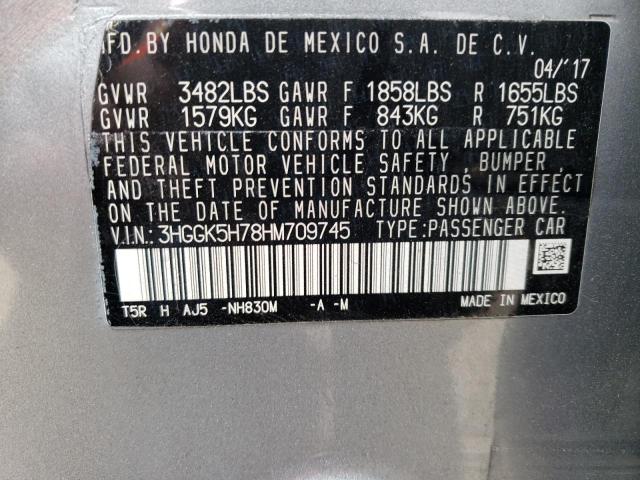 MFD. BY HONDA DE MEXICO S.A. DE C.V.
04/'17
GVWR 3482LBS GAWR F 1858LBS R 1655LBS
GVWR 1579KG GAWR F 843KG R 751KG
THIS VEHICLE CONFORMS TO ALL APPLICABLE
FEDERAL MOTOR VEHICLE SAFETY , BUMPER ,
AND THEFT PREVENTION STANDARDS IN EFFECT
ON THE DATE OF MANUFACTURE SHOWN ABOVE.
V.I.N.:3HGGK5H78HM709745 TYPE:PASSENGER CAR
T5R H AJ5 -NH830M -A -M MADE IN MEXICO